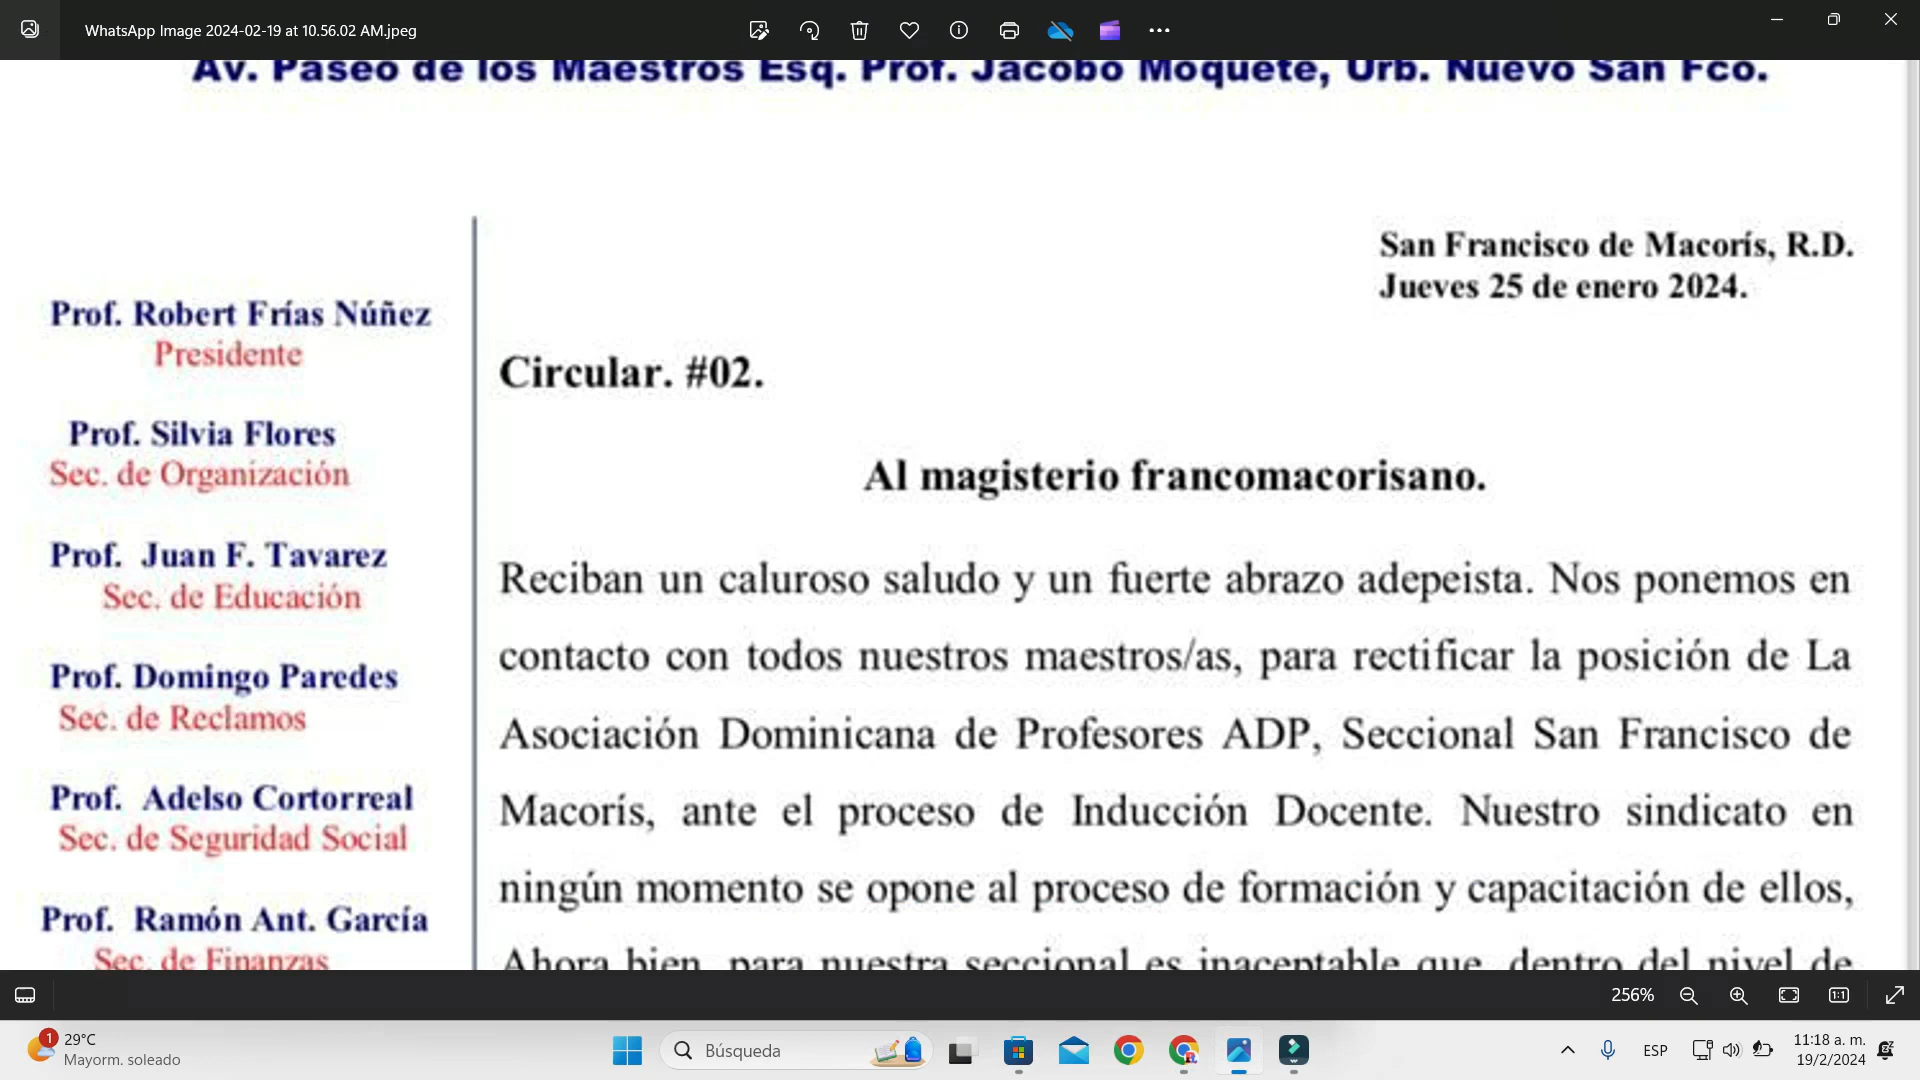 WhatsApp Image 2024-02-19 at 10.56.02 AM.jpeg
Av. Paseo de los Maestros Esq. Prof. Jacobo Moquete, Urb. Nuevo San Fco.
San Francisco de Macorís, R.D.
Jueves 25 de enero 2024.
Prof. Robert Frías Núñez
Presidente
Prof. Silvia Flores
Sec. de Organización
Prof. Juan F. Tavarez
Sec. de Educación
Prof. Domingo Paredes
Sec. de Reclamos
Prof. Adelso Cortorreal
Sec. de Seguridad Social
Prof. Ramón Ant. García
Sec. de Finanzas
Circular. #02.
Al magisterio francomacorisano.
Reciban un caluroso saludo y un fuerte abrazo adepeista. Nos ponemos en
contacto con todos nuestros maestros/as, para rectificar la posición de La
Asociación Dominicana de Profesores ADP, Seccional San Francisco de
Macorís, ante el proceso de Inducción Docente. Nuestro sindicato en
ningún momento se opone al proceso de formación y capacitación de ellos,
Ahora bien, para nuestra seccional es inaceptable que, dentro del nivel de
256%
1:1
1
29°C
Mayorm. soleado
Búsqueda
ESP
11:18 a. m.
19/2/2024